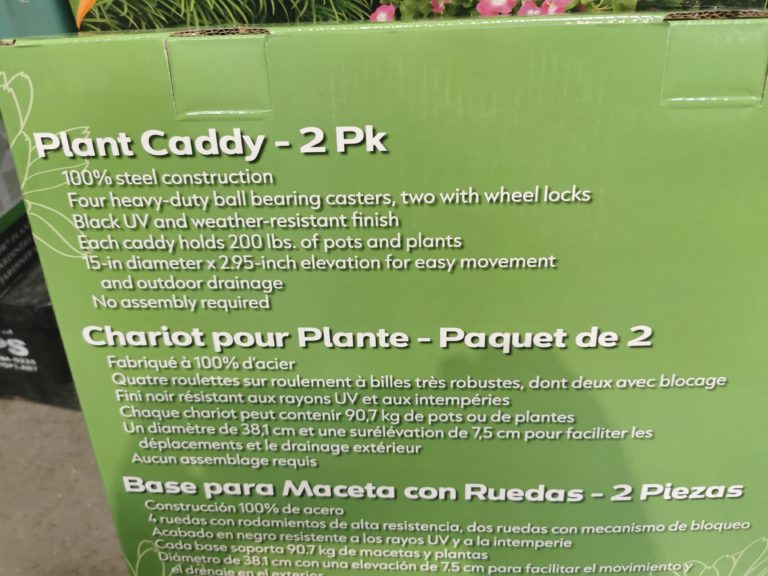 Plant Caddy - 2 Pk
100% steel construction
Four heavy-duty ball bearing casters, two with wheel locks
Black UV and weather-resistant finish
Each caddy holds 200 lbs. of pots and plants
15-in diameter x 2.95-inch elevation for easy movement
and outdoor drainage
No assembly required
Chariot pour Plante - Paquet de 2
Fabriqué à 100% d'acier
Quatre roulettes sur roulement à billes très robustes, dont deux avec blocage
Fini noir résistant aux rayons UV et aux intempéries
Chaque chariot peut contenir 90,7 kg de pots ou de plantes
Un diamètre de 38,1 cm et une surélévation de 7,5 cm pour faciliter les
déplacements et le drainage extérieur
Aucun assemblage requis
Base para Maceta con Ruedas - 2 Piezas
Construcción 100% de acero
4 ruedas con rodamientos de alta resistencia, dos ruedas con mecanismo de bloqueo
Acabado en negro resistente a los rayos UV y a la intemperie
Cada base soporta 90.7 kg de macetas y plantas
Diámetro de 38.1 cm con una elevación de 7.5 cm para facilitar el movimiento y
el drenaje en el exterior